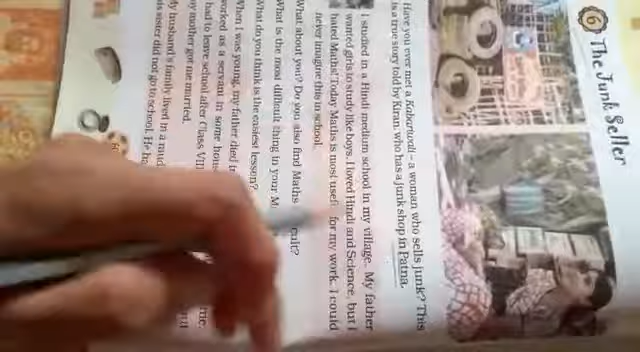 6
The Junk Seller
Have you ever met a Kabartwali – a woman who sells junk? This
is a true story told by Kiran, who has a junk shop in Patna.
I studied in a Hindi medium school in my village. My father
wanted girls to study like boys. I loved Hindi and Science, but I
hated Maths! Today Maths is most for my work. I could
never imagine this in school.
What about you? Do you also find Maths
What is the most difficult thing in your
What do you think is the easiest lesson?
When I was young, my father died
worked as a servant in some
had to leave school after Class VIII
my mother got me married.
My husband's family lived in a mud
his sister did not go to school. He